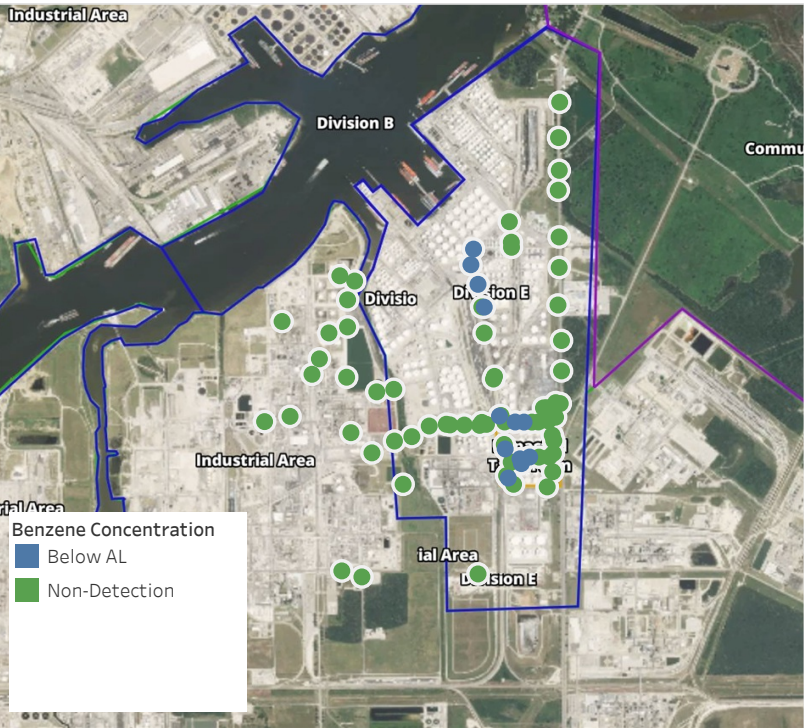 Industrial Area
Division B
Commu
Division E
Divisio
Industrial Area
rial Area
Benzene Concentration
Below AL
Non-Detection
ial Area
Division E